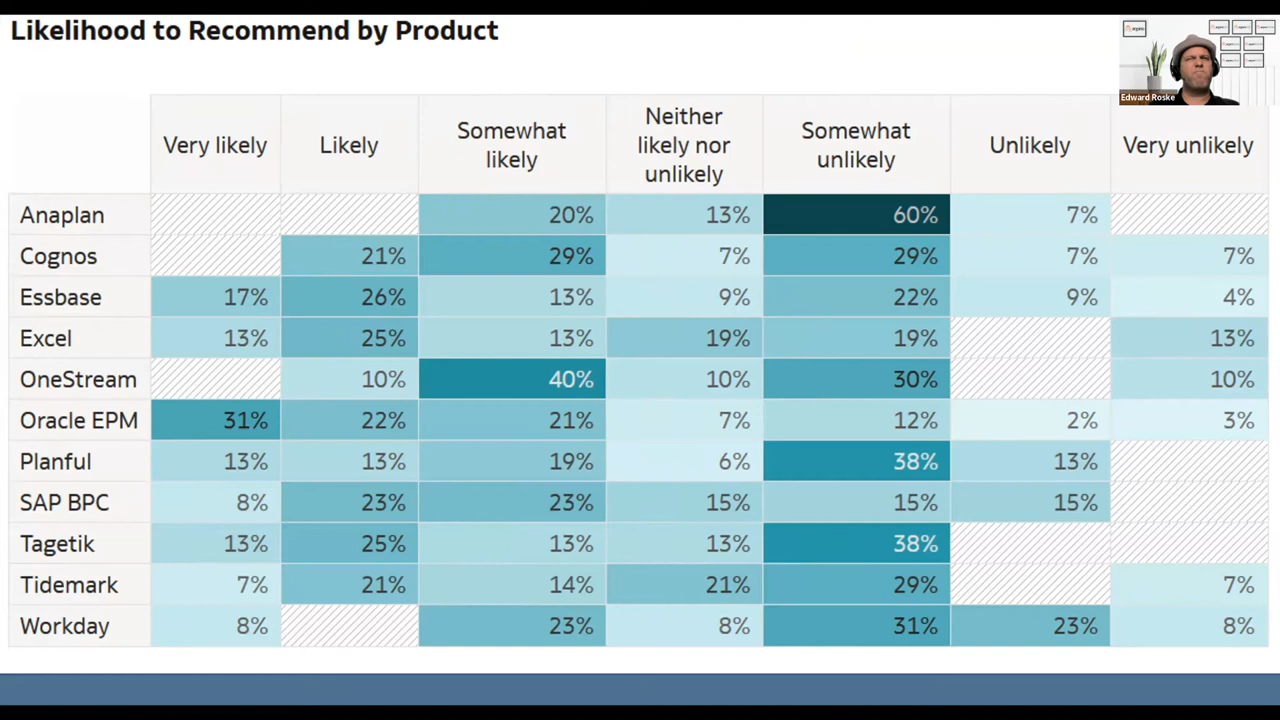 Likelihood to Recommend by Product
Edward Roske
Very likely Likely Somewhat likely Neither likely nor unlikely Somewhat unlikely Unlikely Very unlikely
Anaplan 20% 13% 60% 7%
Cognos 21% 29% 7% 29% 7% 7%
Essbase 17% 26% 13% 9% 22% 9% 4%
Excel 13% 25% 13% 19% 19% 13%
OneStream 10% 40% 10% 30% 10%
Oracle EPM 31% 22% 21% 7% 12% 2% 3%
Planful 13% 13% 19% 6% 38% 13%
SAP BPC 8% 23% 23% 15% 15% 15%
Tagetik 13% 25% 13% 13% 38%
Tidemark 7% 21% 14% 21% 29% 7%
Workday 8% 23% 8% 31% 23% 8%